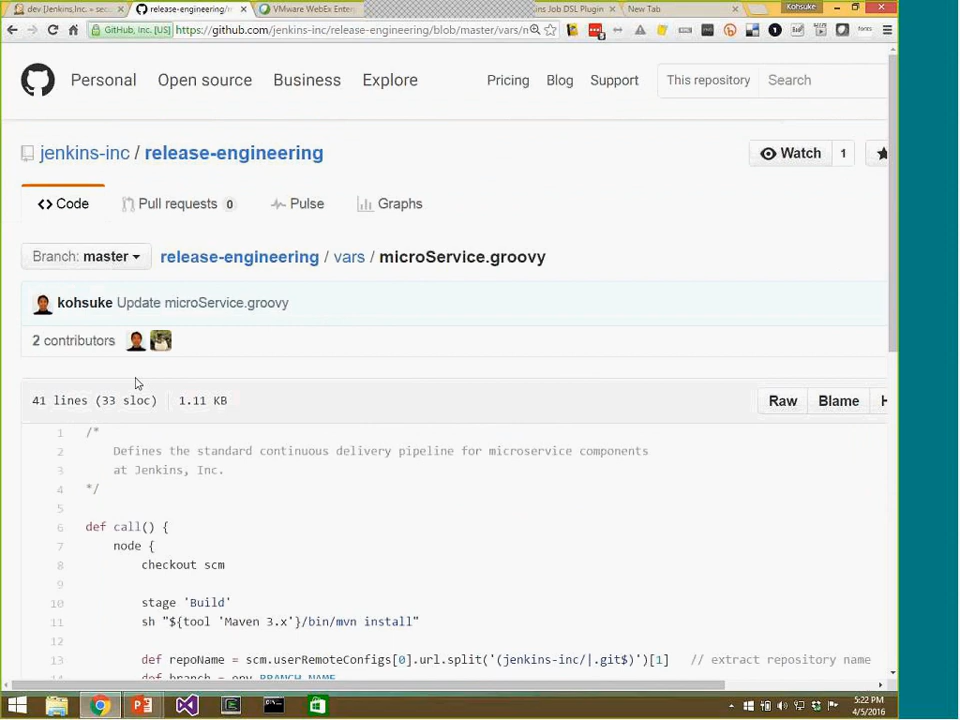 dev [Jenkins,Inc. » sec
release-engineering/m
VMware WebEx Enter
ns Job DSL Plugin
New Tab
Kohsuke
GitHub, Inc. [US]
https://github.com/jenkins-inc/release-engineering/blob/master/vars/n
Personal
Open source
Business
Explore
Pricing
Blog
Support
This repository
Search
jenkins-inc / release-engineering
Watch
1
Code
Pull requests 0
Pulse
Graphs
Branch: master
release-engineering / vars / microService.groovy
kohsuke Update microService.groovy
2 contributors
41 lines (33 sloc)
1.11 KB
Raw
Blame
H
1 /*
2 Defines the standard continuous delivery pipeline for microservice components
3 at Jenkins, Inc.
4 */
5
6 def call() {
7 node {
8 checkout scm
9
10 stage 'Build'
11 sh "${tool 'Maven 3.x'}/bin/mvn install"
12
13 def repoName = scm.userRemoteConfigs[0].url.split('(jenkins-inc/|.git$)')[1] // extract repository name
14 def branch = env.BRANCH_NAME
5:22 PM
4/5/2016